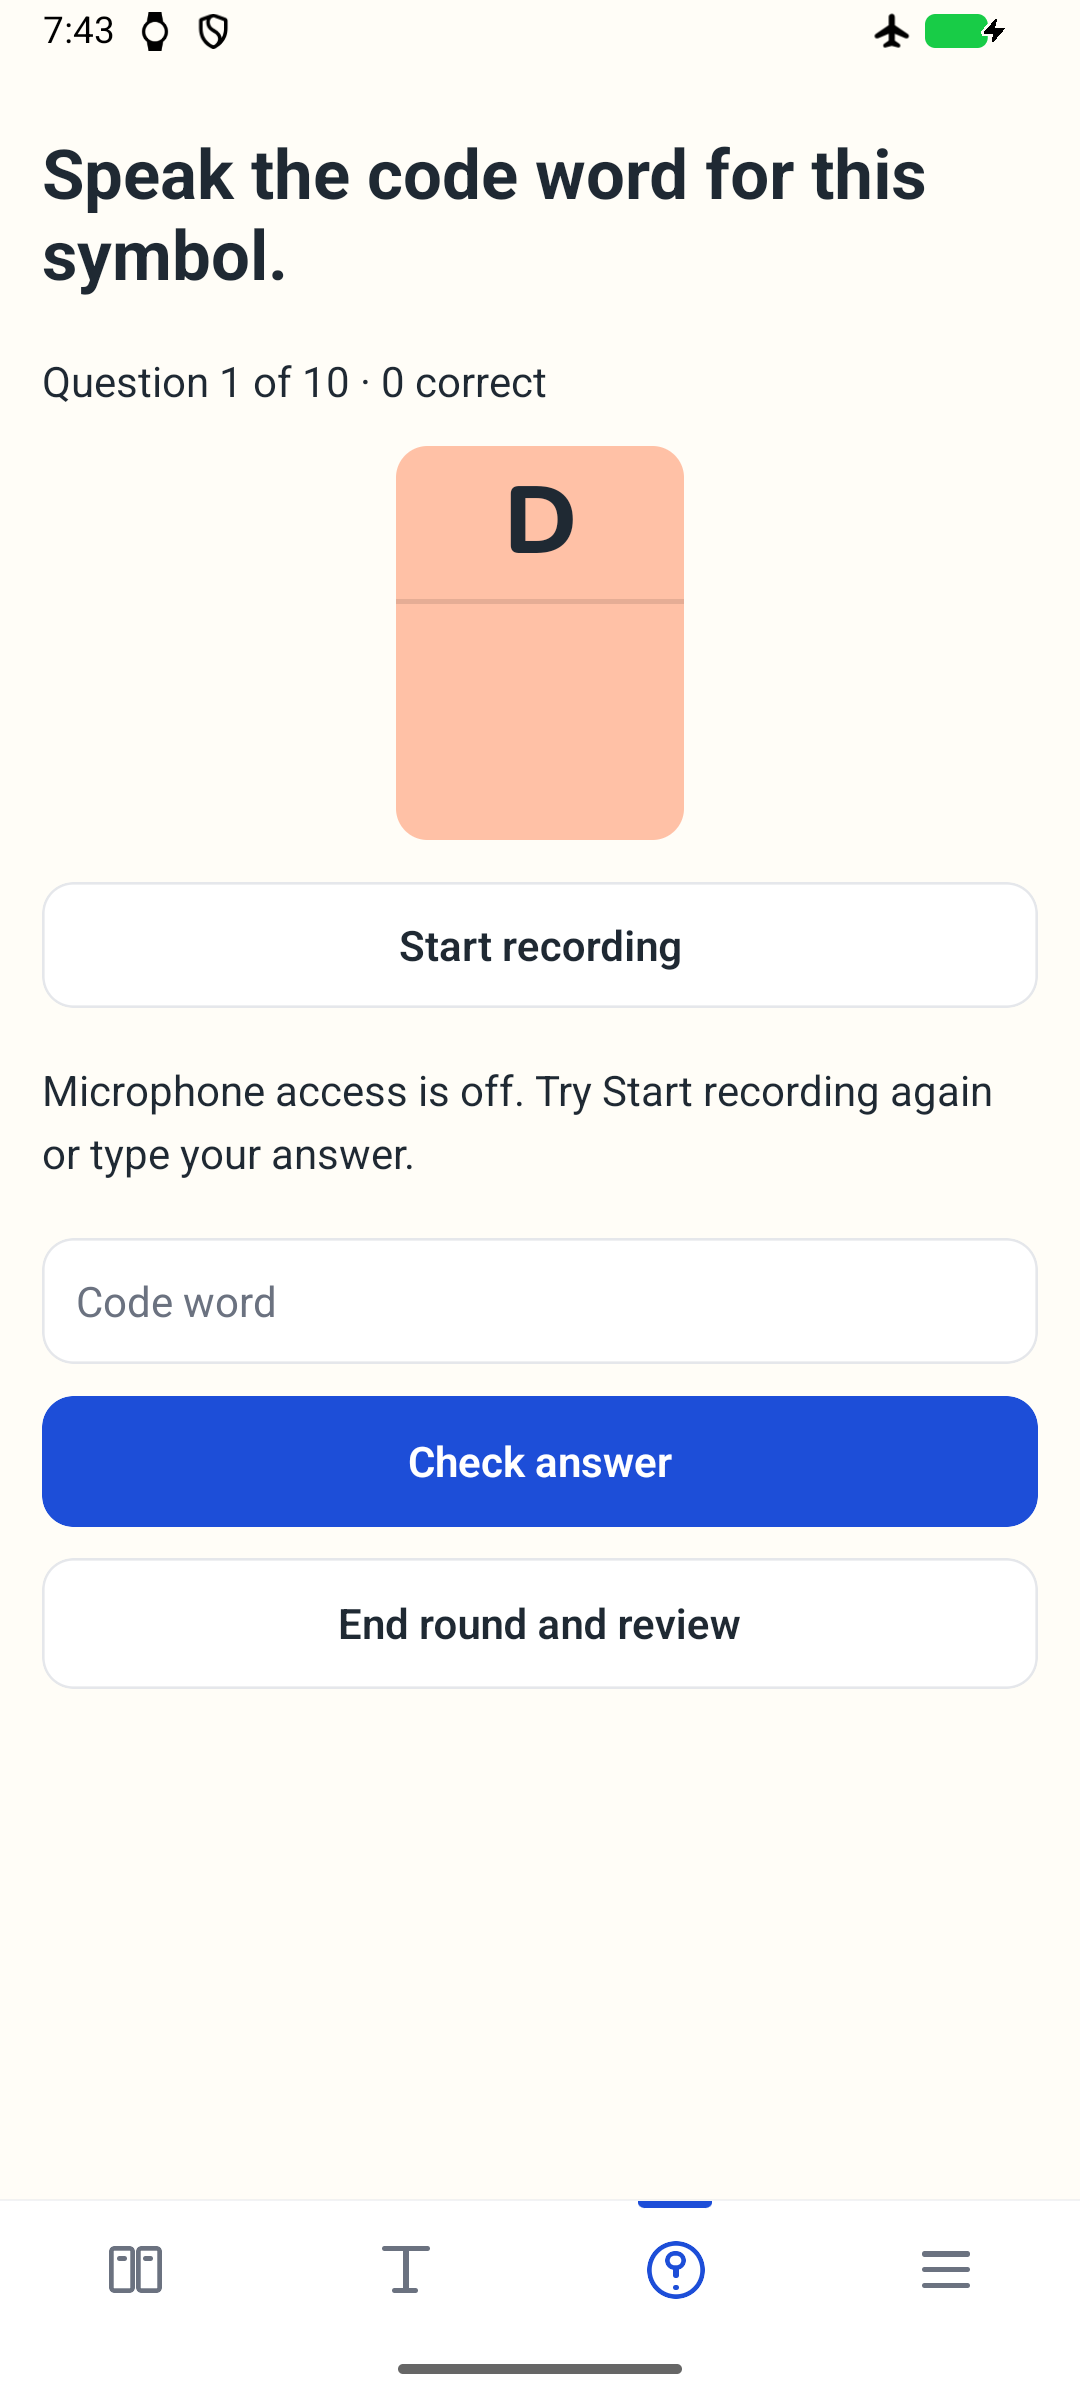 7:43
Speak the code word for this
symbol.
Question 1 of 10 · 0 correct
D
Start recording
Microphone access is off. Try Start recording again
or type your answer.
Code word
Check answer
End round and review